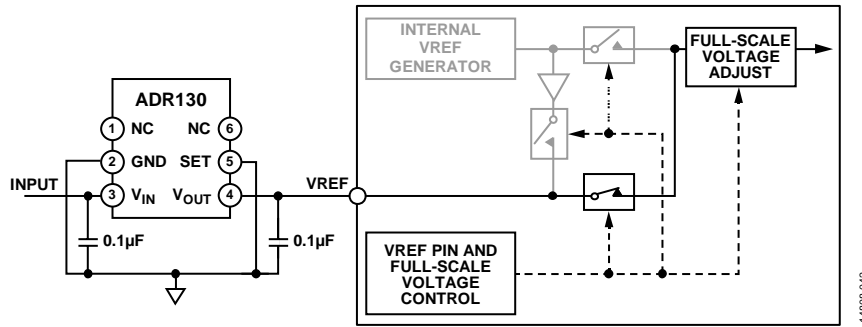 INTERNAL
VREF
GENERATOR
FULL-SCALE
VOLTAGE
ADJUST
ADR130
1 NC
NC 6
2 GND
SET 5
INPUT
3 VIN
VOUT 4
VREF
0.1µF
0.1µF
VREF PIN AND
FULL-SCALE
VOLTAGE
CONTROL